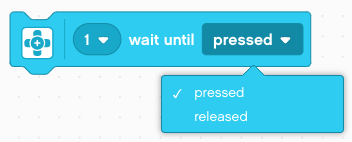 1 wait until pressed
✓ pressed
released